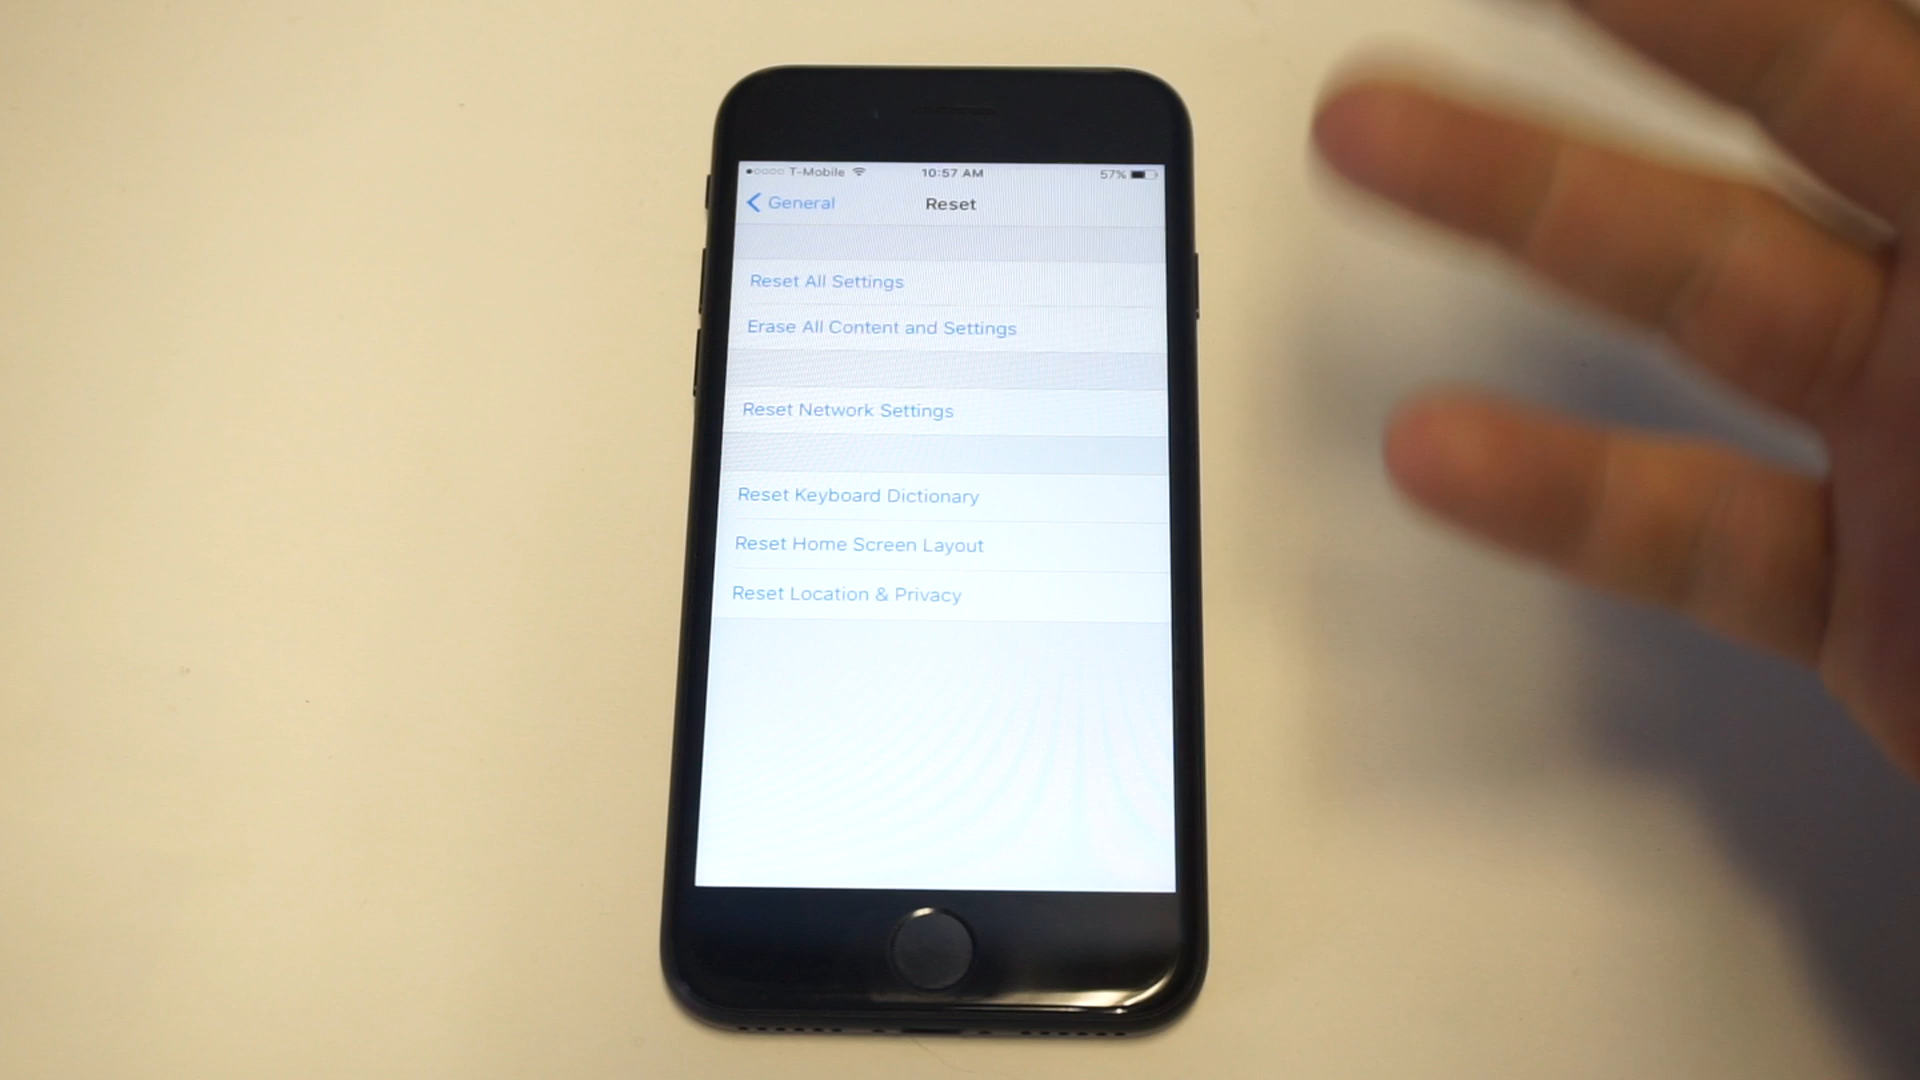 T-Mobile 10:57 AM 57%
General Reset
Reset All Settings
Erase All Content and Settings
Reset Network Settings
Reset Keyboard Dictionary
Reset Home Screen Layout
Reset Location & Privacy